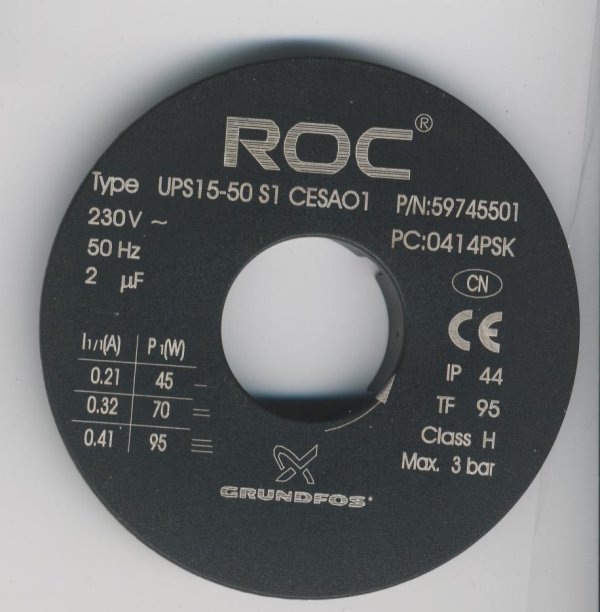 ROC®
Type UPS15-50 S1 CESAO1 P/N:59745501
230V ~ PC:0414PSK
50 Hz
2 µF CN
CE
I1/1(A) P1(W)
0.21 45 IP 44
0.32 70 TF 95
0.41 95 Class H
Max. 3 bar
GRUNDFOS